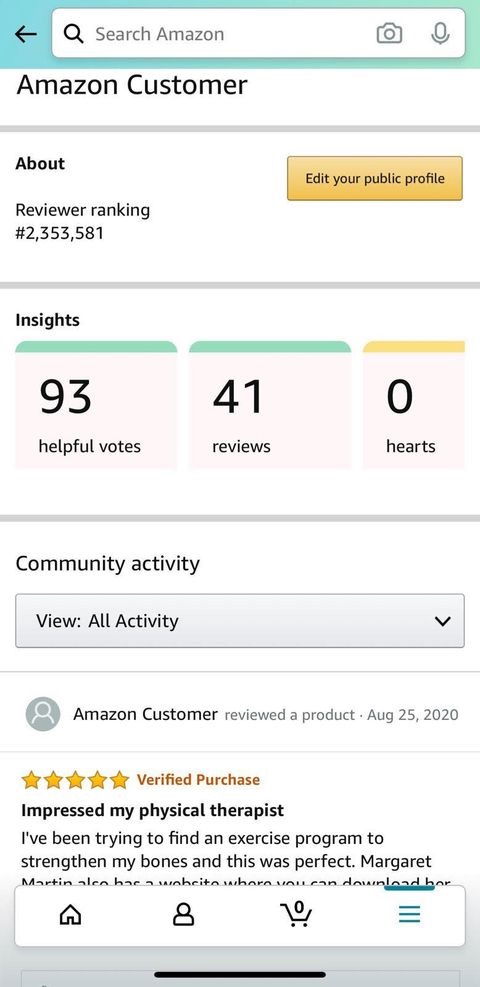 Search Amazon
Amazon Customer
About
Edit your public profile
Reviewer ranking
#2,353,581
Insights
93
helpful votes
41
reviews
0
hearts
Community activity
View: All Activity
Amazon Customer reviewed a product · Aug 25, 2020
Verified Purchase
Impressed my physical therapist
I've been trying to find an exercise program to
strengthen my bones and this was perfect. Margaret
Martin also has a website where you can download her
0